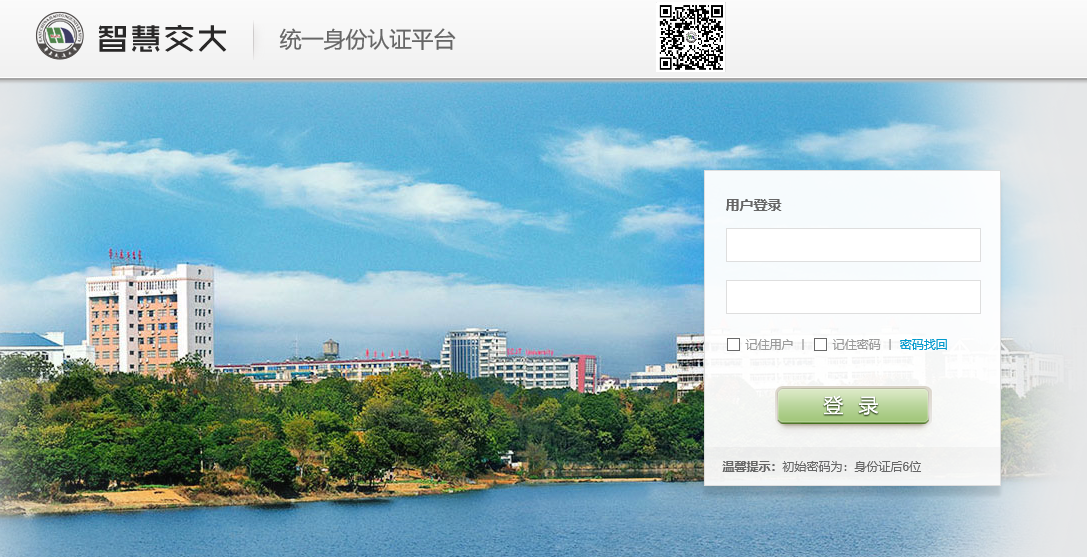 智慧交大
统一身份认证平台
用户登录
记住用户 | 记住密码 | 密码找回
登 录
温馨提示：初始密码为：身份证后6位